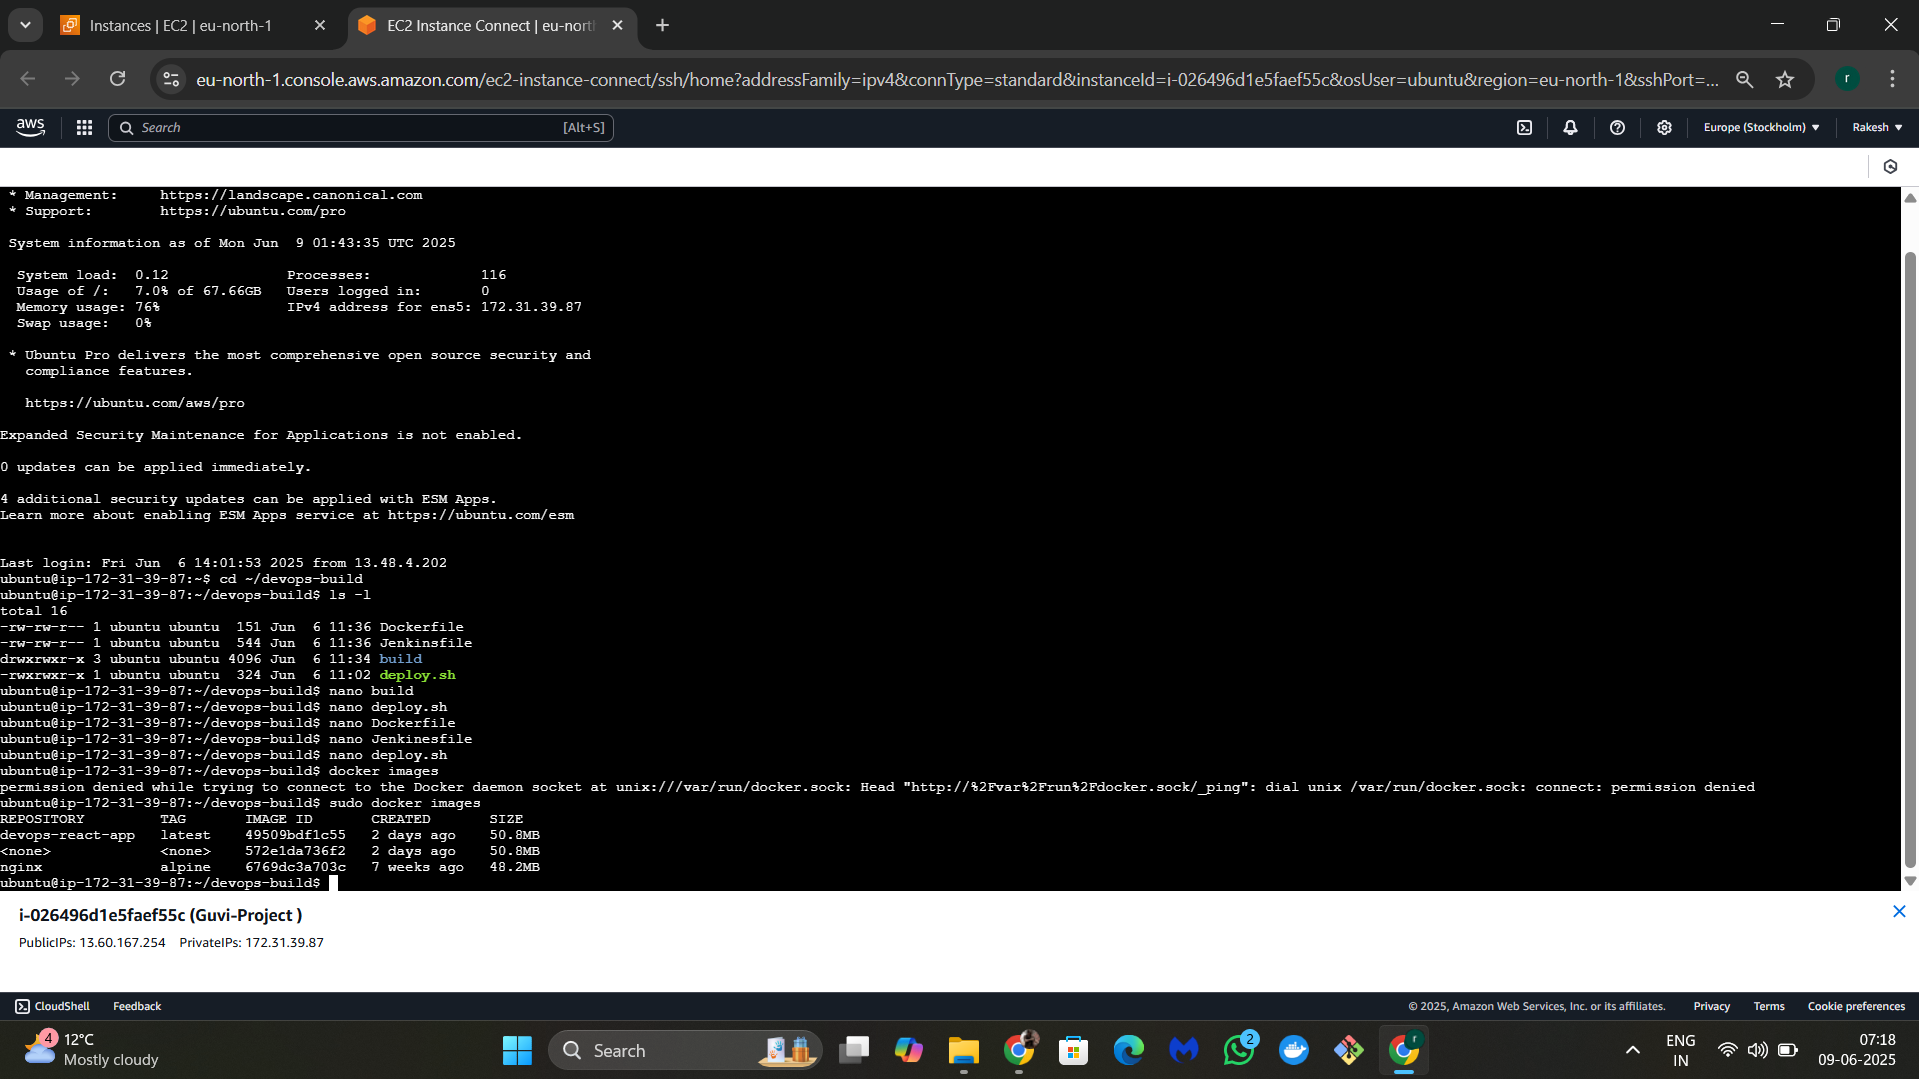 Instances | EC2 | eu-north-1
EC2 Instance Connect | eu-nort
eu-north-1.console.aws.amazon.com/ec2-instance-connect/ssh/home?addressFamily=ipv4&connType=standard&instanceId=i-026496d1e5faef55c&osUser=ubuntu&region=eu-north-1&sshPort=...
r
aws
Search
[Alt+S]
Europe (Stockholm)
Rakesh
* Management:     https://landscape.canonical.com
* Support:        https://ubuntu.com/pro
System information as of Mon Jun  9 01:43:35 UTC 2025
System load:  0.12              Processes:             116
Usage of /:   7.0% of 67.66GB   Users logged in:       0
Memory usage: 76%               IPv4 address for ens5: 172.31.39.87
Swap usage:   0%
* Ubuntu Pro delivers the most comprehensive open source security and
compliance features.
https://ubuntu.com/aws/pro
Expanded Security Maintenance for Applications is not enabled.
0 updates can be applied immediately.
4 additional security updates can be applied with ESM Apps.
Learn more about enabling ESM Apps service at https://ubuntu.com/esm
Last login: Fri Jun  6 14:01:53 2025 from 13.48.4.202
ubuntu@ip-172-31-39-87:~$ cd ~/devops-build
ubuntu@ip-172-31-39-87:~/devops-build$ ls -l
total 16
-rw-rw-r-- 1 ubuntu ubuntu  151 Jun  6 11:36 Dockerfile
-rw-rw-r-- 1 ubuntu ubuntu  544 Jun  6 11:36 Jenkinsfile
drwxrwxr-x 3 ubuntu ubuntu 4096 Jun  6 11:34 build
-rwxrwxr-x 1 ubuntu ubuntu  324 Jun  6 11:02 deploy.sh
ubuntu@ip-172-31-39-87:~/devops-build$ nano build
ubuntu@ip-172-31-39-87:~/devops-build$ nano deploy.sh
ubuntu@ip-172-31-39-87:~/devops-build$ nano Dockerfile
ubuntu@ip-172-31-39-87:~/devops-build$ nano Jenkinesfile
ubuntu@ip-172-31-39-87:~/devops-build$ nano deploy.sh
ubuntu@ip-172-31-39-87:~/devops-build$ docker images
permission denied while trying to connect to the Docker daemon socket at unix:///var/run/docker.sock: Head "http://%2Fvar%2Frun%2Fdocker.sock/_ping": dial unix /var/run/docker.sock: connect: permission denied
ubuntu@ip-172-31-39-87:~/devops-build$ sudo docker images
REPOSITORY         TAG       IMAGE ID       CREATED       SIZE
devops-react-app   latest    49509bdf1c55   2 days ago    50.8MB
<none>             <none>    572e1da736f2   2 days ago    50.8MB
nginx              alpine    6769dc3a703c   7 weeks ago   48.2MB
ubuntu@ip-172-31-39-87:~/devops-build$
i-026496d1e5faef55c (Guvi-Project )
PublicIPs: 13.60.167.254 PrivateIPs: 172.31.39.87
CloudShell
Feedback
© 2025, Amazon Web Services, Inc. or its affiliates.
Privacy
Terms
Cookie preferences
4
12°C
Mostly cloudy
Search
2
r
ENG
IN
07:18
09-06-2025